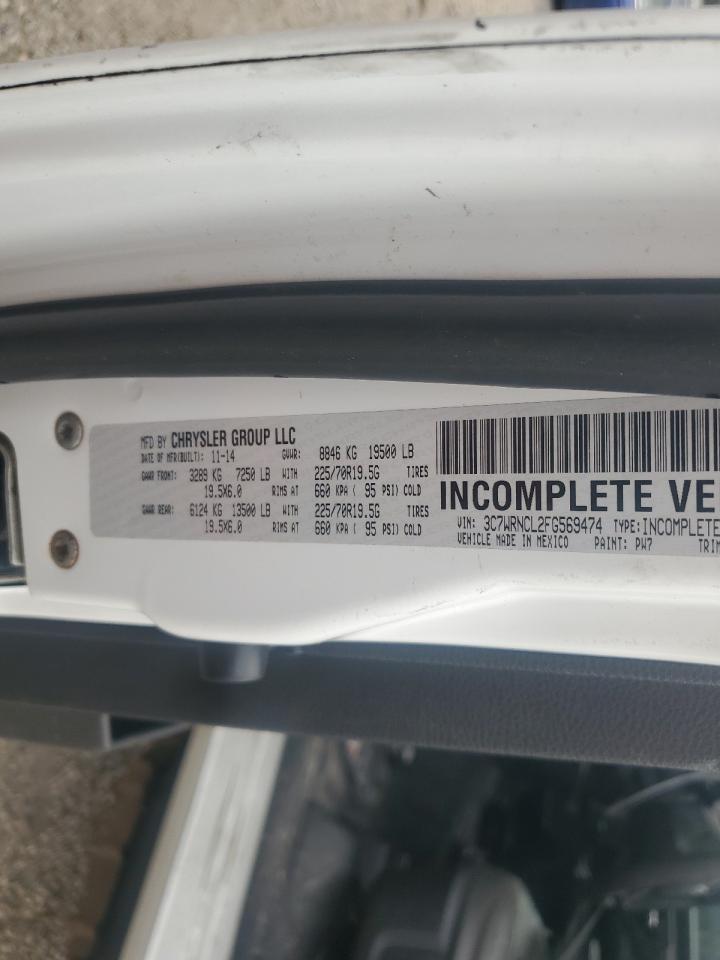 MFD BY CHRYSLER GROUP LLC
DATE OF MFR(BUILT): 11-14 GVWR: 8846 KG 19500 LB
GAWR FRONT: 3289 KG 7250 LB WITH 225/70R19.5G TIRES
19.5X6.0 RIMS AT 660 KPA ( 95 PSI) COLD
GAWR REAR: 6124 KG 13500 LB WITH 225/70R19.5G TIRES
19.5X6.0 RIMS AT 660 KPA ( 95 PSI) COLD
INCOMPLETE VE
VIN: 3C7WRNCL2FG569474 TYPE: INCOMPLETE
VEHICLE MADE IN MEXICO PAINT: PW7 TRIM